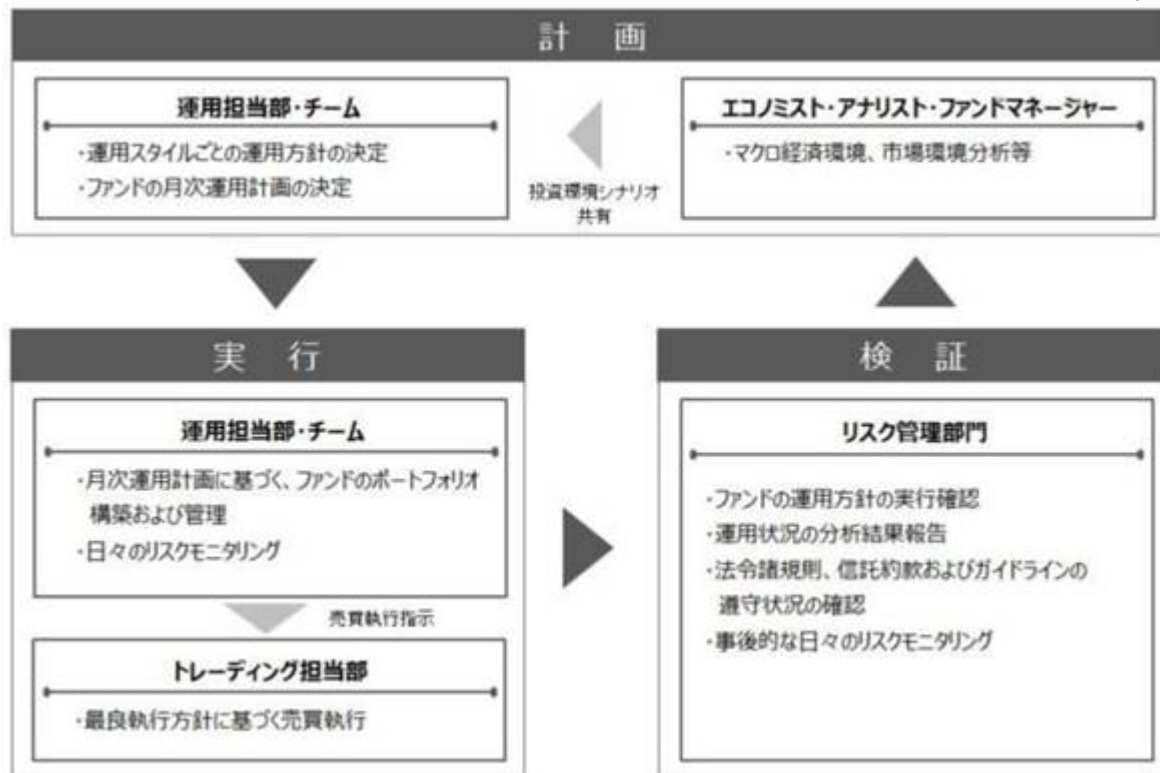 計 画
運用担当部・チーム
・運用スタイルごとの運用方針の決定
・ファンドの月次運用計画の決定
投資環境シナリオ
共有
エコノミスト・アナリスト・ファンドマネージャー
・マクロ経済環境、市場環境分析等
実 行
運用担当部・チーム
・月次運用計画に基づく、ファンドのポートフォリオ
構築および管理
・日々のリスクモニタリング
売買執行指示
トレーディング担当部
・最良執行方針に基づく売買執行
検 証
リスク管理部門
・ファンドの運用方針の実行確認
・運用状況の分析結果報告
・法令諸規則、信託約款およびガイドラインの
遵守状況の確認
・事後的な日々のリスクモニタリング